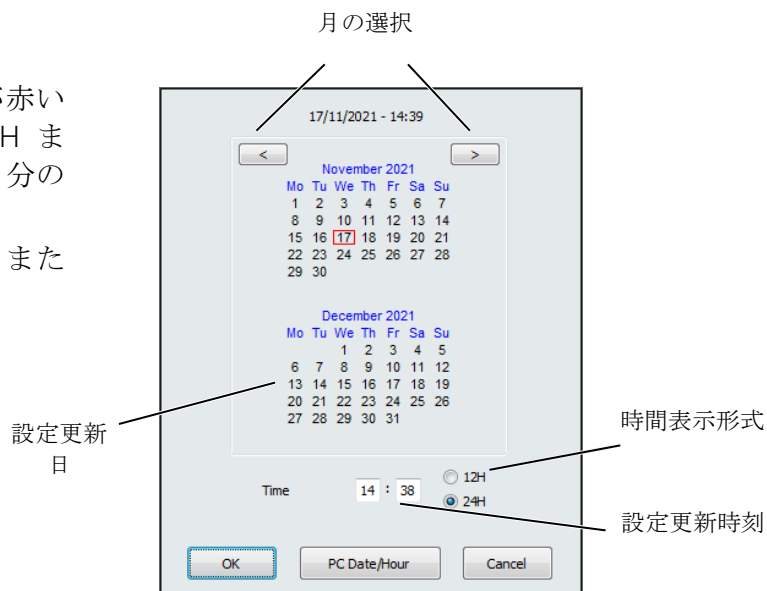 月の選択
赤い
H ま
分の
また
17/11/2021 - 14:39
< >
November 2021
Mo Tu We Th Fr Sa Su
1 2 3 4 5 6 7
8 9 10 11 12 13 14
15 16 17 18 19 20 21
22 23 24 25 26 27 28
29 30
December 2021
Mo Tu We Th Fr Sa Su
1 2 3 4 5
6 7 8 9 10 11 12
13 14 15 16 17 18 19
20 21 22 23 24 25 26
27 28 29 30 31
設定更新
日
時間表示形式
Time 14 : 38
12H
24H
設定更新時刻
OK PC Date/Hour Cancel